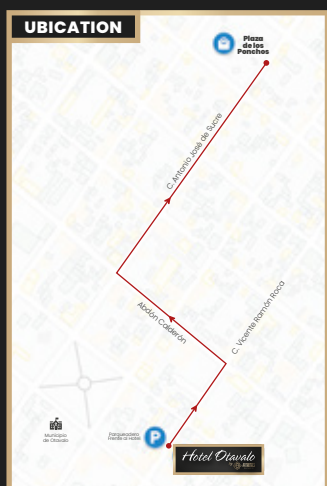 UBICATION
Plaza
de los
Ponchos
C. Antonio José de Sucre
Abdón Calderón
C. Vicente Ramón Roca
Municipio
de Otavalo
Parqueadero
Frente al Hotel
P
Hotel Otavalo